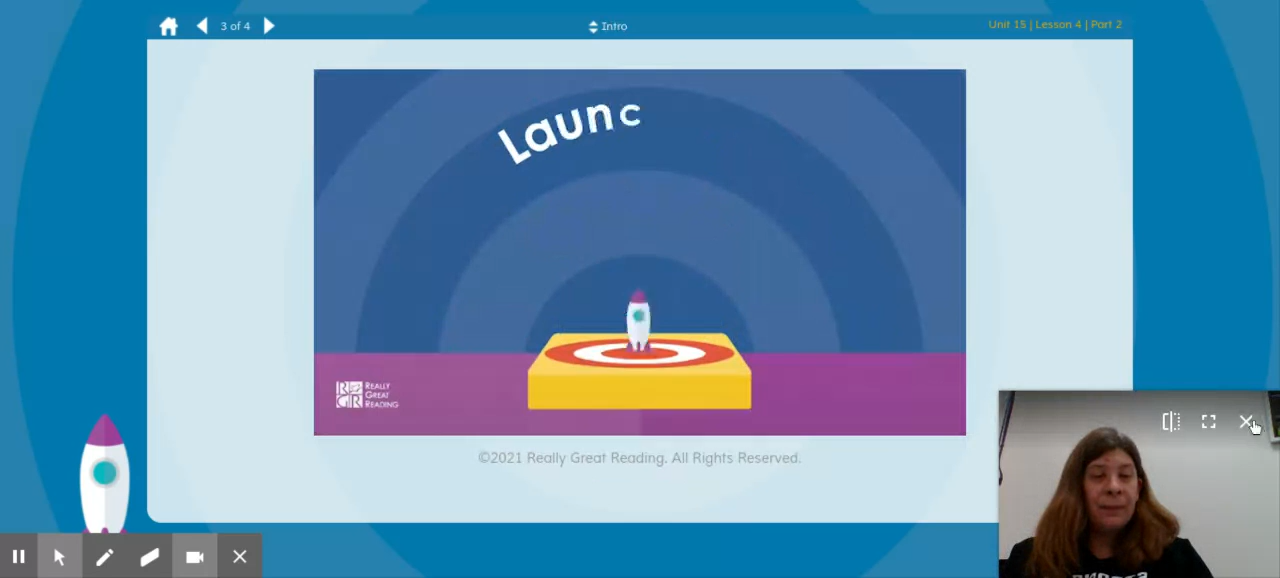 3 of 4
Intro
Unit 15 | Lesson 4 | Part 2
Launc
RGR
REALLY
GREAT
READING
©2021 Really Great Reading. All Rights Reserved.